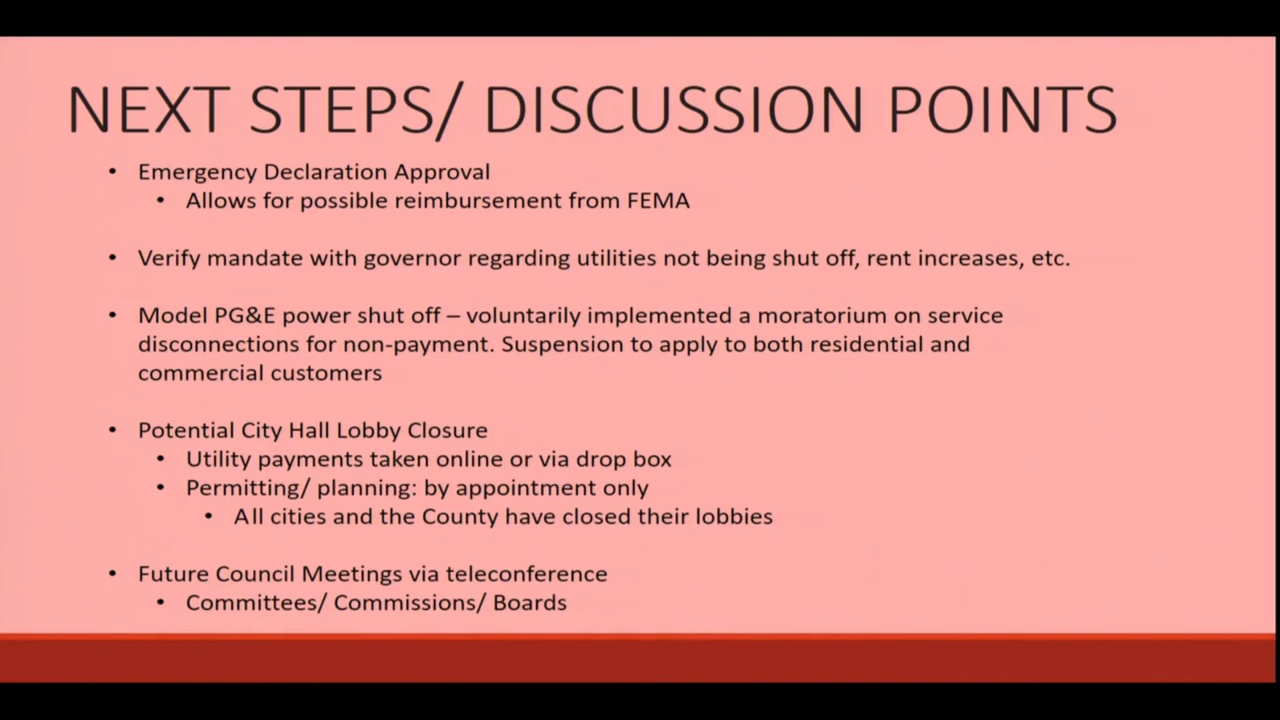 NEXT STEPS/ DISCUSSION POINTS
• Emergency Declaration Approval
• Allows for possible reimbursement from FEMA
• Verify mandate with governor regarding utilities not being shut off, rent increases, etc.
• Model PG&E power shut off – voluntarily implemented a moratorium on service
disconnections for non-payment. Suspension to apply to both residential and
commercial customers
• Potential City Hall Lobby Closure
• Utility payments taken online or via drop box
• Permitting/ planning: by appointment only
• All cities and the County have closed their lobbies
• Future Council Meetings via teleconference
• Committees/ Commissions/ Boards